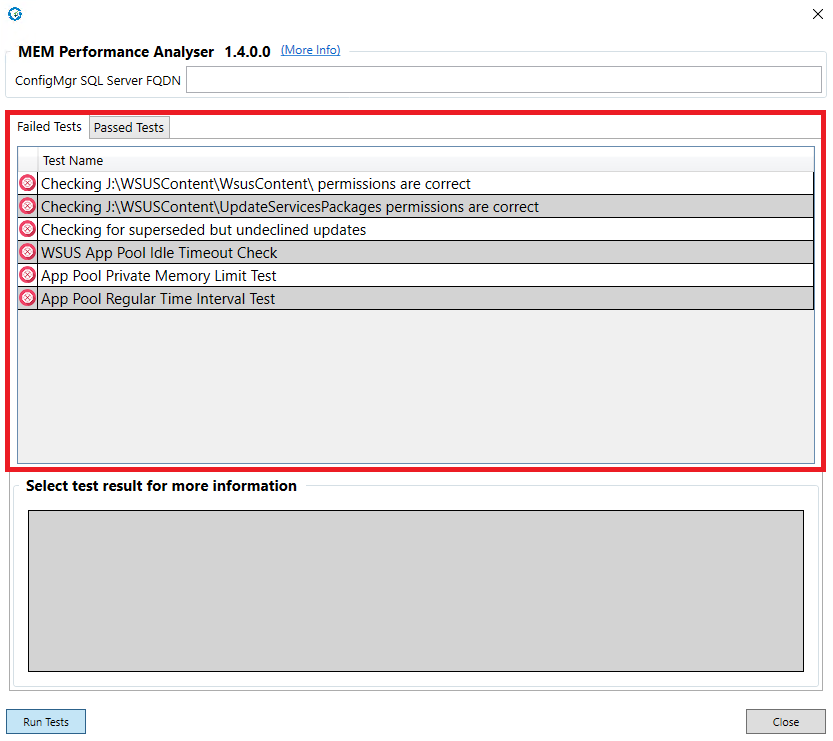 MEM Performance Analyser 1.4.0.0 (More Info)
ConfigMgr SQL Server FQDN
Failed Tests Passed Tests
Test Name
Checking J:\WSUSContent\WsusContent\ permissions are correct
Checking J:\WSUSContent\UpdateServicesPackages permissions are correct
Checking for superseded but undeclined updates
WSUS App Pool Idle Timeout Check
App Pool Private Memory Limit Test
App Pool Regular Time Interval Test
Select test result for more information
Run Tests Close